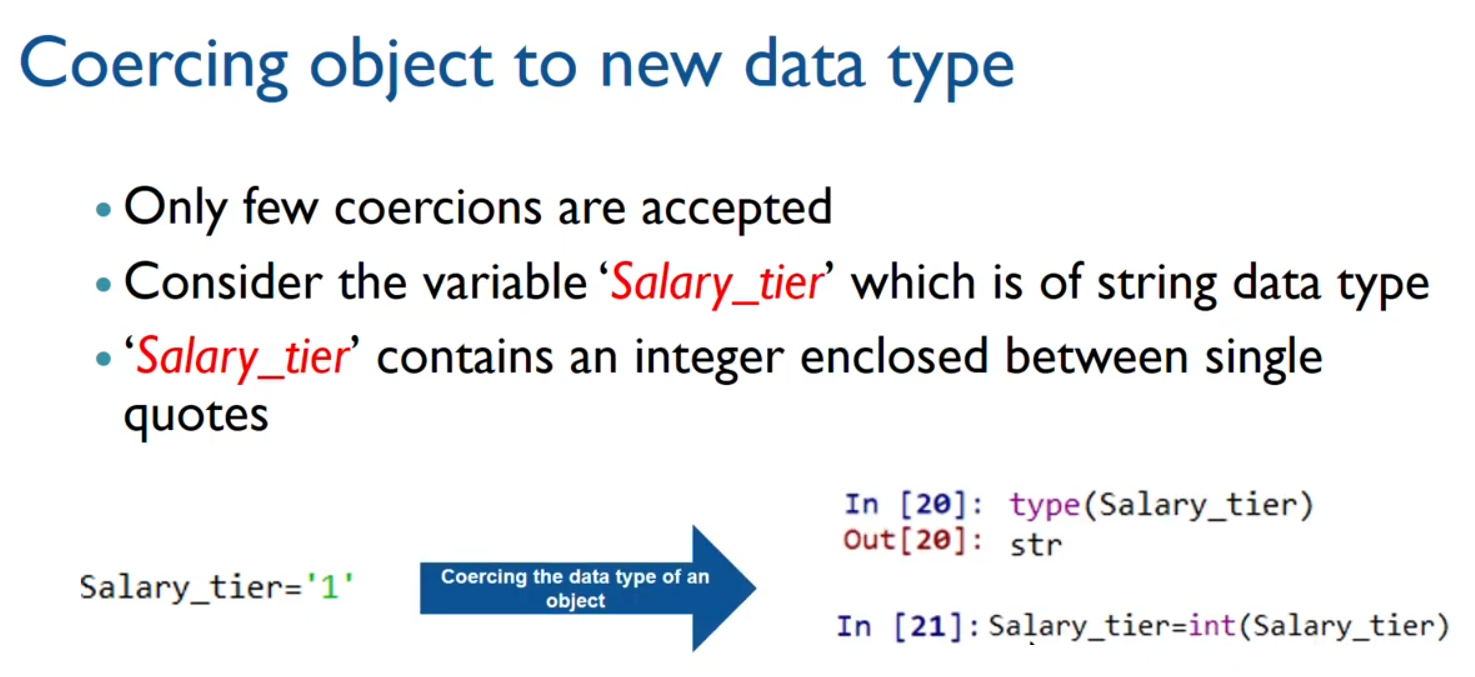 Coercing object to new data type
• Only few coercions are accepted
• Consider the variable ‘Salary_tier’ which is of string data type
• ‘Salary_tier’ contains an integer enclosed between single
quotes
Salary_tier='1'
Coercing the data type of an
object
In [20]: type(Salary_tier)
Out[20]: str
In [21]: Salary_tier=int(Salary_tier)